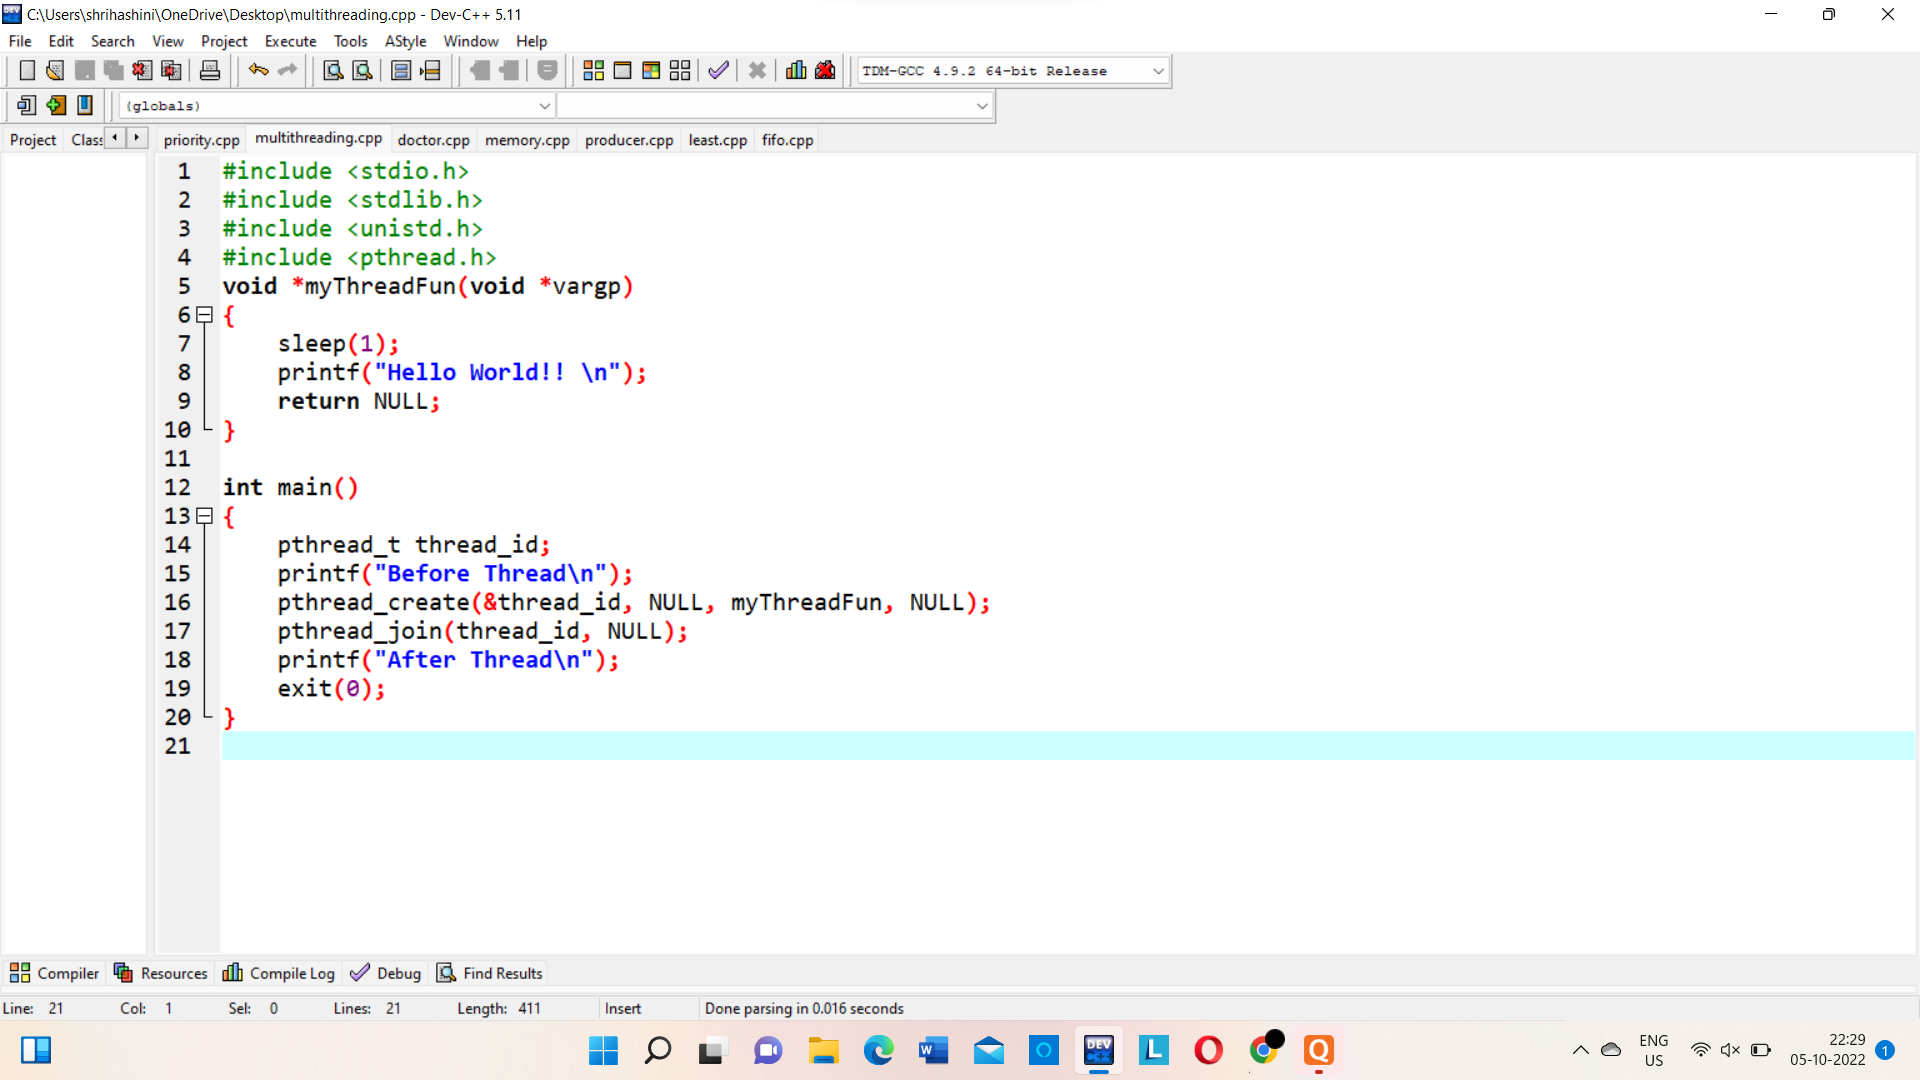 C:\Users\shrihashini\OneDrive\Desktop\multithreading.cpp - Dev-C++ 5.11
File Edit Search View Project Execute Tools AStyle Window Help
TDM-GCC 4.9.2 64-bit Release
(globals)
Project Class priority.cpp multithreading.cpp doctor.cpp memory.cpp producer.cpp least.cpp fifo.cpp
1 #include <stdio.h>
2 #include <stdlib.h>
3 #include <unistd.h>
4 #include <pthread.h>
5 void *myThreadFun(void *vargp)
6 {
7 sleep(1);
8 printf("Hello World!! \n");
9 return NULL;
10 }
11
12 int main()
13 {
14 pthread_t thread_id;
15 printf("Before Thread\n");
16 pthread_create(&thread_id, NULL, myThreadFun, NULL);
17 pthread_join(thread_id, NULL);
18 printf("After Thread\n");
19 exit(0);
20 }
21
Compiler Resources Compile Log Debug Find Results
Line: 21 Col: 1 Sel: 0 Lines: 21 Length: 411 Insert Done parsing in 0.016 seconds
DEV C++
W
L
Q
ENG
US
22:29
05-10-2022
1